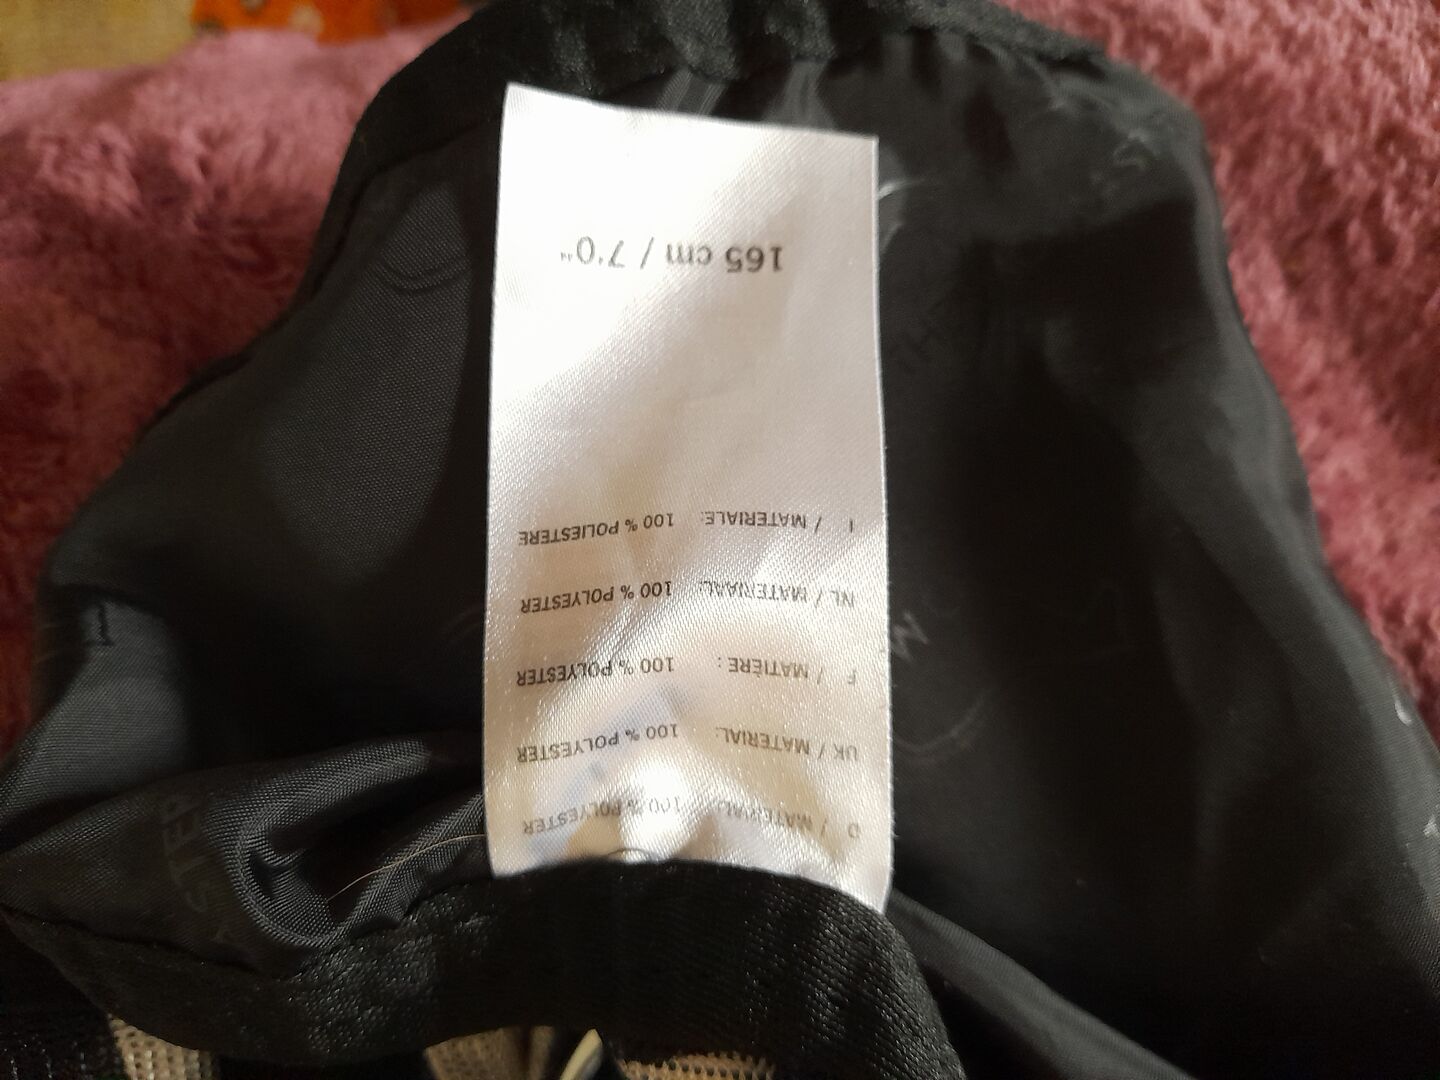 D / MATERIAL: 100 % POLYESTER
UK / MATERIAL: 100 % POLYESTER
F / MATIÈRE : 100 % POLYESTER
NL / MATERIAAL: 100 % POLYESTER
I / MATERIALE: 100 % POLIESTERE
165 cm / 7'0"